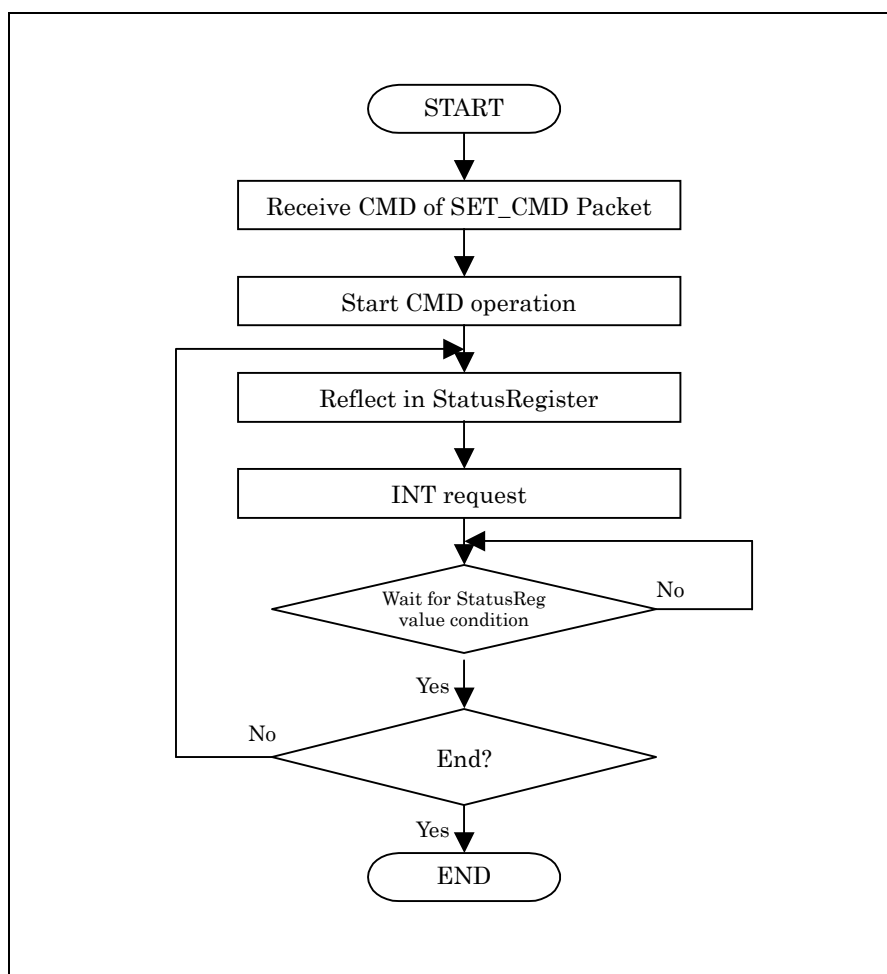 START
Receive CMD of SET_CMD Packet
Start CMD operation
Reflect in StatusRegister
INT request
Wait for StatusReg
value condition
No
Yes
No
End?
Yes
END